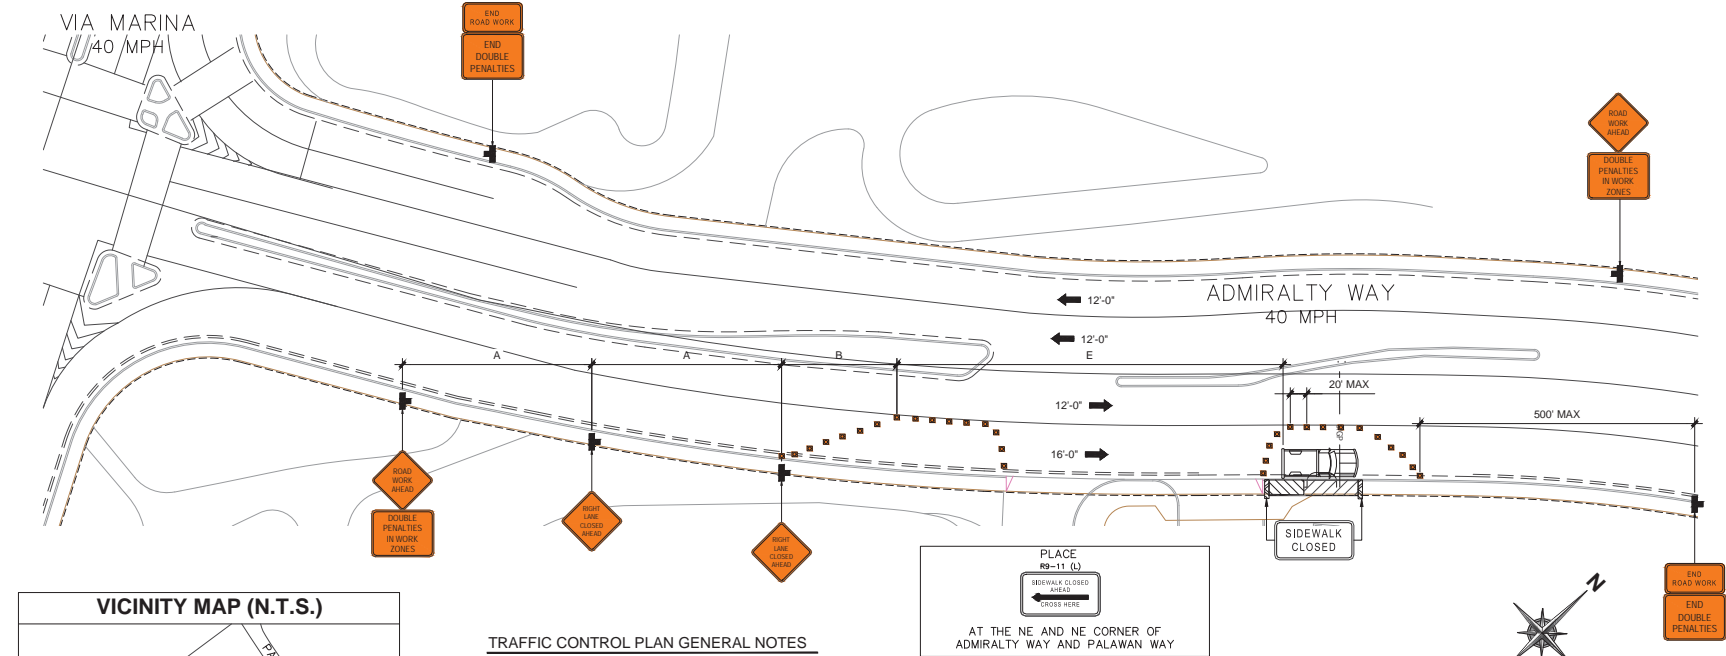 VIA MARINA
40 MPH
END
ROAD WORK
END
DOUBLE
PENALTIES
ROAD
WORK
AHEAD
DOUBLE
PENALTIES
IN WORK
ZONES
12'-0"
ADMIRALTY WAY
40 MPH
12'-0"
A
A
B
E
20' MAX
12'-0"
500' MAX
16'-0"
ROAD
WORK
AHEAD
DOUBLE
PENALTIES
IN WORK
ZONES
RIGHT
LANE
CLOSED
AHEAD
RIGHT
LANE
CLOSED
AHEAD
SIDEWALK
CLOSED
PLACE
R9-11 (L)
SIDEWALK CLOSED
AHEAD
CROSS HERE
AT THE NE AND NE CORNER OF
ADMIRALTY WAY AND PALAWAN WAY
END
ROAD WORK
END
DOUBLE
PENALTIES
N
VICINITY MAP (N.T.S.)
TRAFFIC CONTROL PLAN GENERAL NOTES